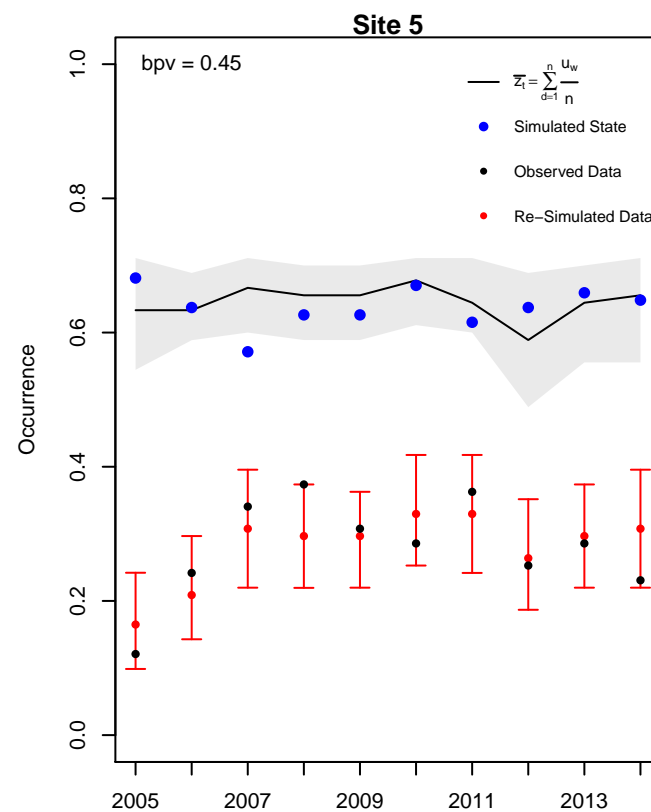 Site 5
bpv = 0.45
z̅t = ∑ d=1 n uw / n
Simulated State
Observed Data
Re−Simulated Data
Occurrence
1.0
0.8
0.6
0.4
0.2
0.0
2005 2007 2009 2011 2013